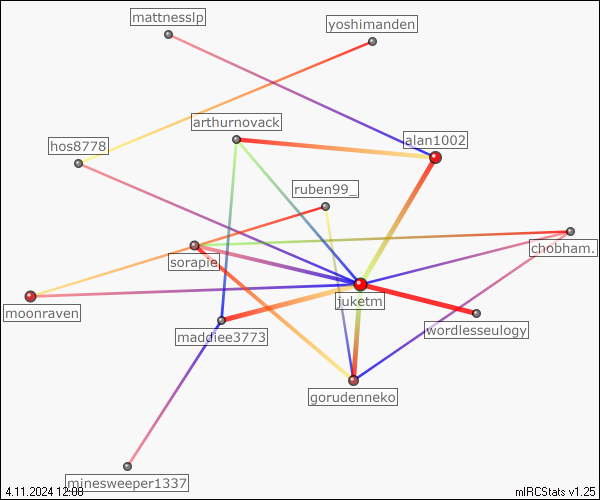 mattnesslp
yoshimanden
arthurnovack
alan1002
hos8778
ruben99_
chobham.
sorapie
juketm
moonraven
wordlesseulogy
maddiee3773
gorudenneko
minesweeper1337
4.11.2024 12:08
mIRCStats v1.25